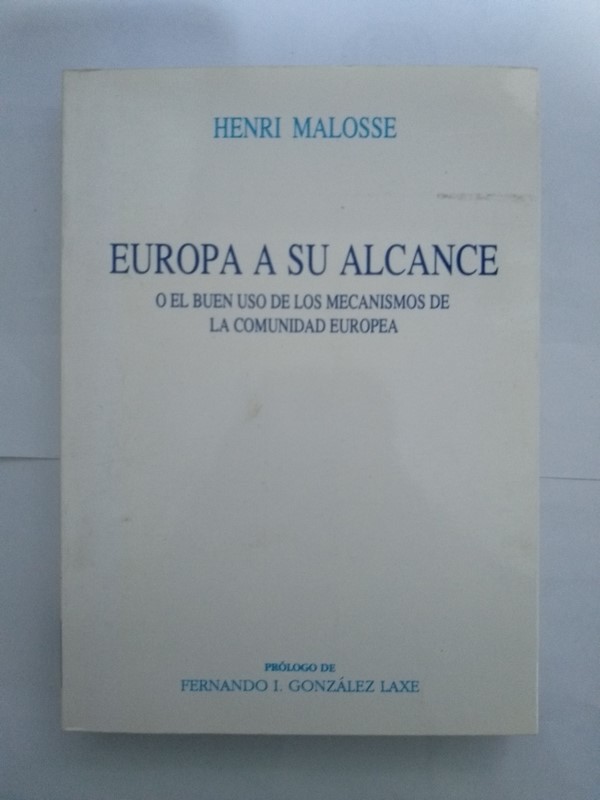 HENRI MALOSSE
EUROPA A SU ALCANCE
O EL BUEN USO DE LOS MECANISMOS DE
LA COMUNIDAD EUROPEA
PRÓLOGO DE
FERNANDO I. GONZÁLEZ LAXE